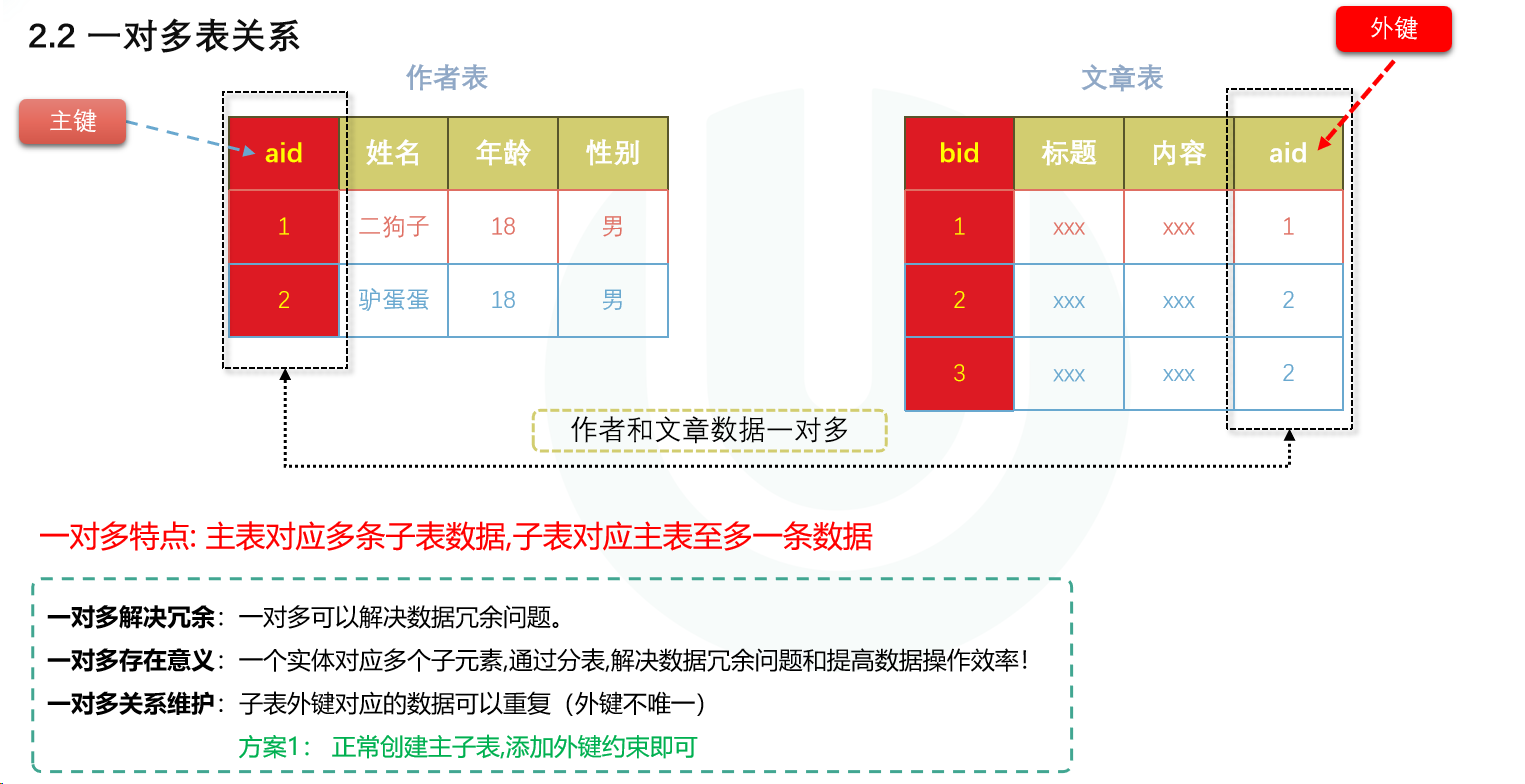 2.2 一对多表关系
外键
作者表
文章表
主键
aid 姓名 年龄 性别
1 二狗子 18 男
2 驴蛋蛋 18 男
bid 标题 内容 aid
1 xxx xxx 1
2 xxx xxx 2
3 xxx xxx 2
作者和文章数据一对多
一对多特点: 主表对应多条子表数据,子表对应主表至多一条数据
一对多解决冗余：一对多可以解决数据冗余问题。
一对多存在意义：一个实体对应多个子元素,通过分表,解决数据冗余问题和提高数据操作效率！
一对多关系维护：子表外键对应的数据可以重复（外键不唯一）
方案1： 正常创建主子表,添加外键约束即可